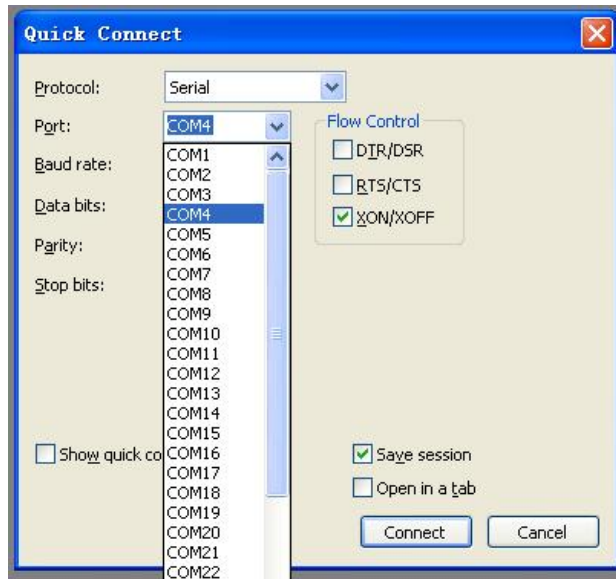 Quick Connect
Protocol:
Serial
Port:
COM4
Flow Control
Baud rate:
Data bits:
Parity:
Stop bits:
COM1
COM2
COM3
COM4
COM5
COM6
COM7
COM8
COM9
COM10
COM11
COM12
COM13
COM14
COM15
COM16
COM17
COM18
COM19
COM20
COM21
COM22
DTR/DSR
RTS/CTS
XON/XOFF
Show quick co
Save session
Open in a tab
Connect
Cancel